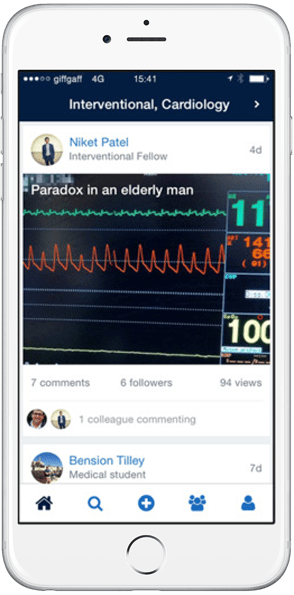 giffgaff 4G 15:41
Interventional, Cardiology
Niket Patel
Interventional Fellow
4d
Paradox in an elderly man
11
141
66
100
7 comments 6 followers 94 views
1 colleague commenting
Bension Tilley
Medical student
7d